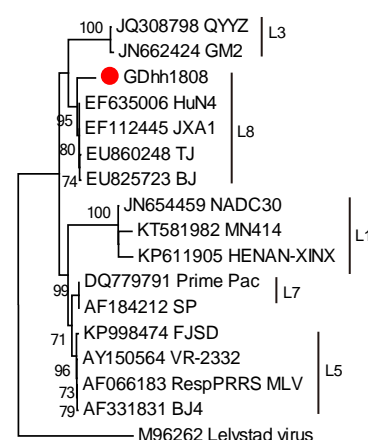 100 JQ308798 QYYZ
JN662424 GM2
L3
GDhh1808
EF635006 HuN4
95
EF112445 JXA1
L8
80
EU860248 TJ
74
EU825723 BJ
JN654459 NADC30
100
KT581982 MN414
L1
KP611905 HENAN-XINX
DQ779791 Prime Pac
99
L7
AF184212 SP
71
KP998474 FJSD
AY150564 VR-2332
96
L5
AF066183 RespPRRS MLV
73
79
AF331831 BJ4
M96262 Lelystad virus